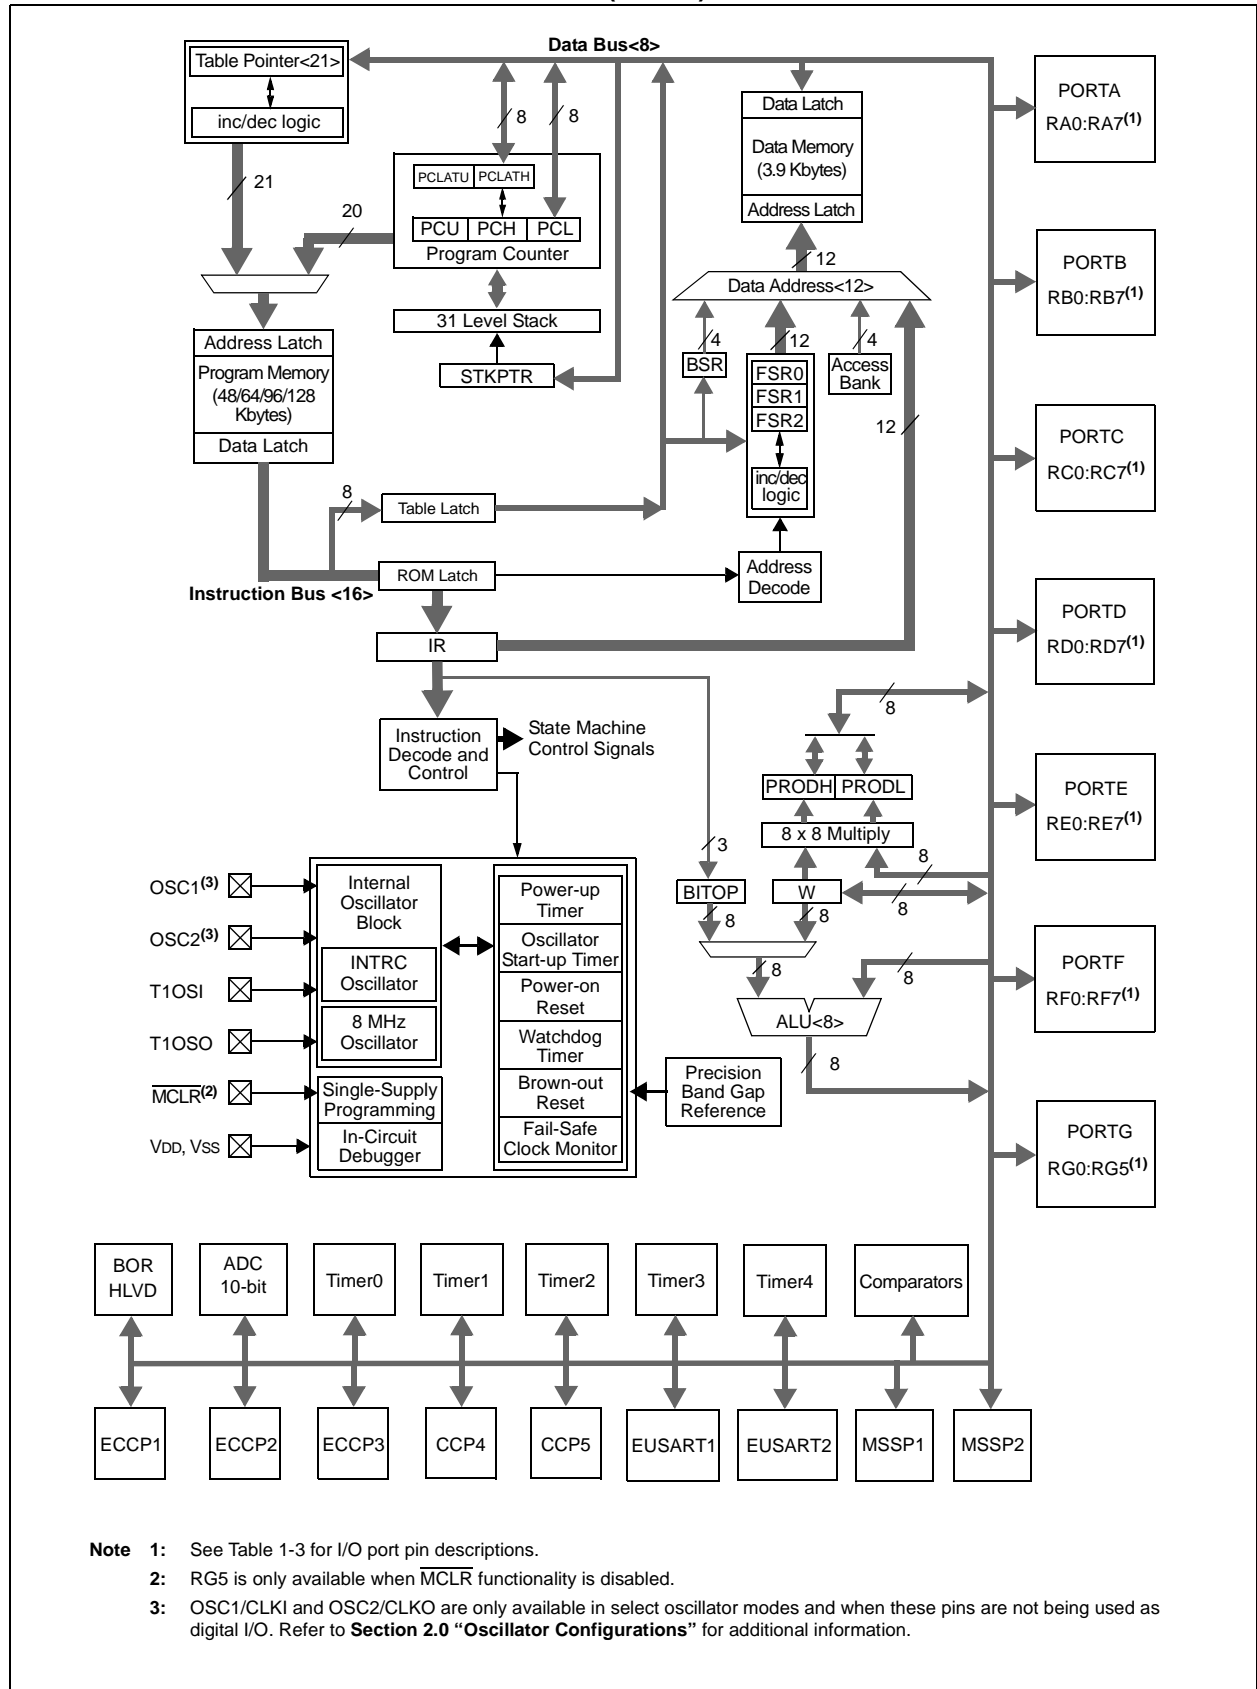 Data Bus<8>
Table Pointer<21>
inc/dec logic
21
20
8
8
PCLATU
PCLATH
PCU
PCH
PCL
Program Counter
31 Level Stack
STKPTR
Address Latch
Program Memory
(48/64/96/128
Kbytes)
Data Latch
8
Table Latch
ROM Latch
Instruction Bus <16>
IR
Data Latch
Data Memory
(3.9 Kbytes)
Address Latch
12
Data Address<12>
4
12
4
BSR
FSR0
FSR1
FSR2
inc/dec
logic
Access
Bank
12
Address
Decode
Instruction
Decode and
Control
State Machine
Control Signals
8
PRODH
PRODL
8 x 8 Multiply
3
8
BITOP
W
8
8
8
8
8
ALU<8>
8
OSC1(3)
OSC2(3)
T1OSI
T1OSO
MCLR(2)
VDD, VSS
Internal
Oscillator
Block
INTRC
Oscillator
8 MHz
Oscillator
Single-Supply
Programming
In-Circuit
Debugger
Power-up
Timer
Oscillator
Start-up Timer
Power-on
Reset
Watchdog
Timer
Brown-out
Reset
Fail-Safe
Clock Monitor
Precision
Band Gap
Reference
PORTA
RA0:RA7(1)
PORTB
RB0:RB7(1)
PORTC
RC0:RC7(1)
PORTD
RD0:RD7(1)
PORTE
RE0:RE7(1)
PORTF
RF0:RF7(1)
PORTG
RG0:RG5(1)
BOR
HLVD
ADC
10-bit
Timer0
Timer1
Timer2
Timer3
Timer4
Comparators
ECCP1
ECCP2
ECCP3
CCP4
CCP5
EUSART1
EUSART2
MSSP1
MSSP2
Note 1: See Table 1-3 for I/O port pin descriptions.
2: RG5 is only available when MCLR functionality is disabled.
3: OSC1/CLKI and OSC2/CLKO are only available in select oscillator modes and when these pins are not being used as
digital I/O. Refer to Section 2.0 “Oscillator Configurations” for additional information.